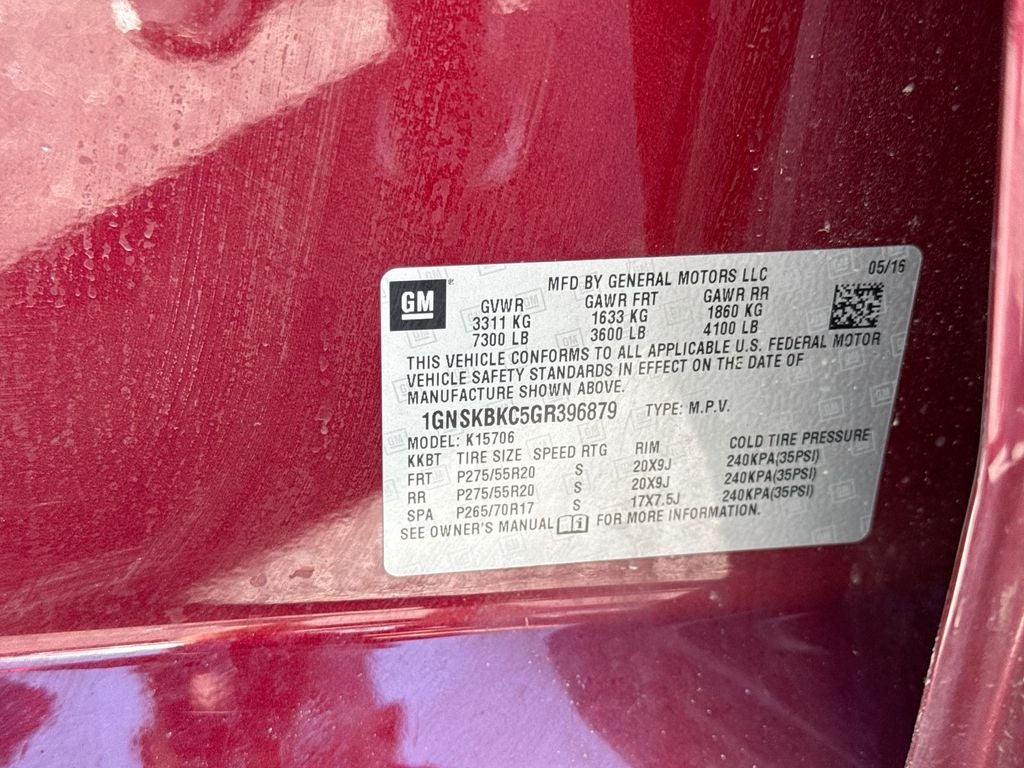 GM
MFD BY GENERAL MOTORS LLC 05/16
GVWR GAWR FRT GAWR RR
3311 KG 1633 KG 1860 KG
7300 LB 3600 LB 4100 LB
THIS VEHICLE CONFORMS TO ALL APPLICABLE U.S. FEDERAL MOTOR
VEHICLE SAFETY STANDARDS IN EFFECT ON THE DATE OF
MANUFACTURE SHOWN ABOVE.
1GNSKBKC5GR396879 TYPE: M.P.V.
MODEL: K15706
KKBT TIRE SIZE SPEED RTG RIM COLD TIRE PRESSURE
FRT P275/55R20 S 20X9J 240KPA(35PSI)
RR P275/55R20 S 20X9J 240KPA(35PSI)
SPA P265/70R17 S 17X7.5J 240KPA(35PSI)
SEE OWNER'S MANUAL i FOR MORE INFORMATION.